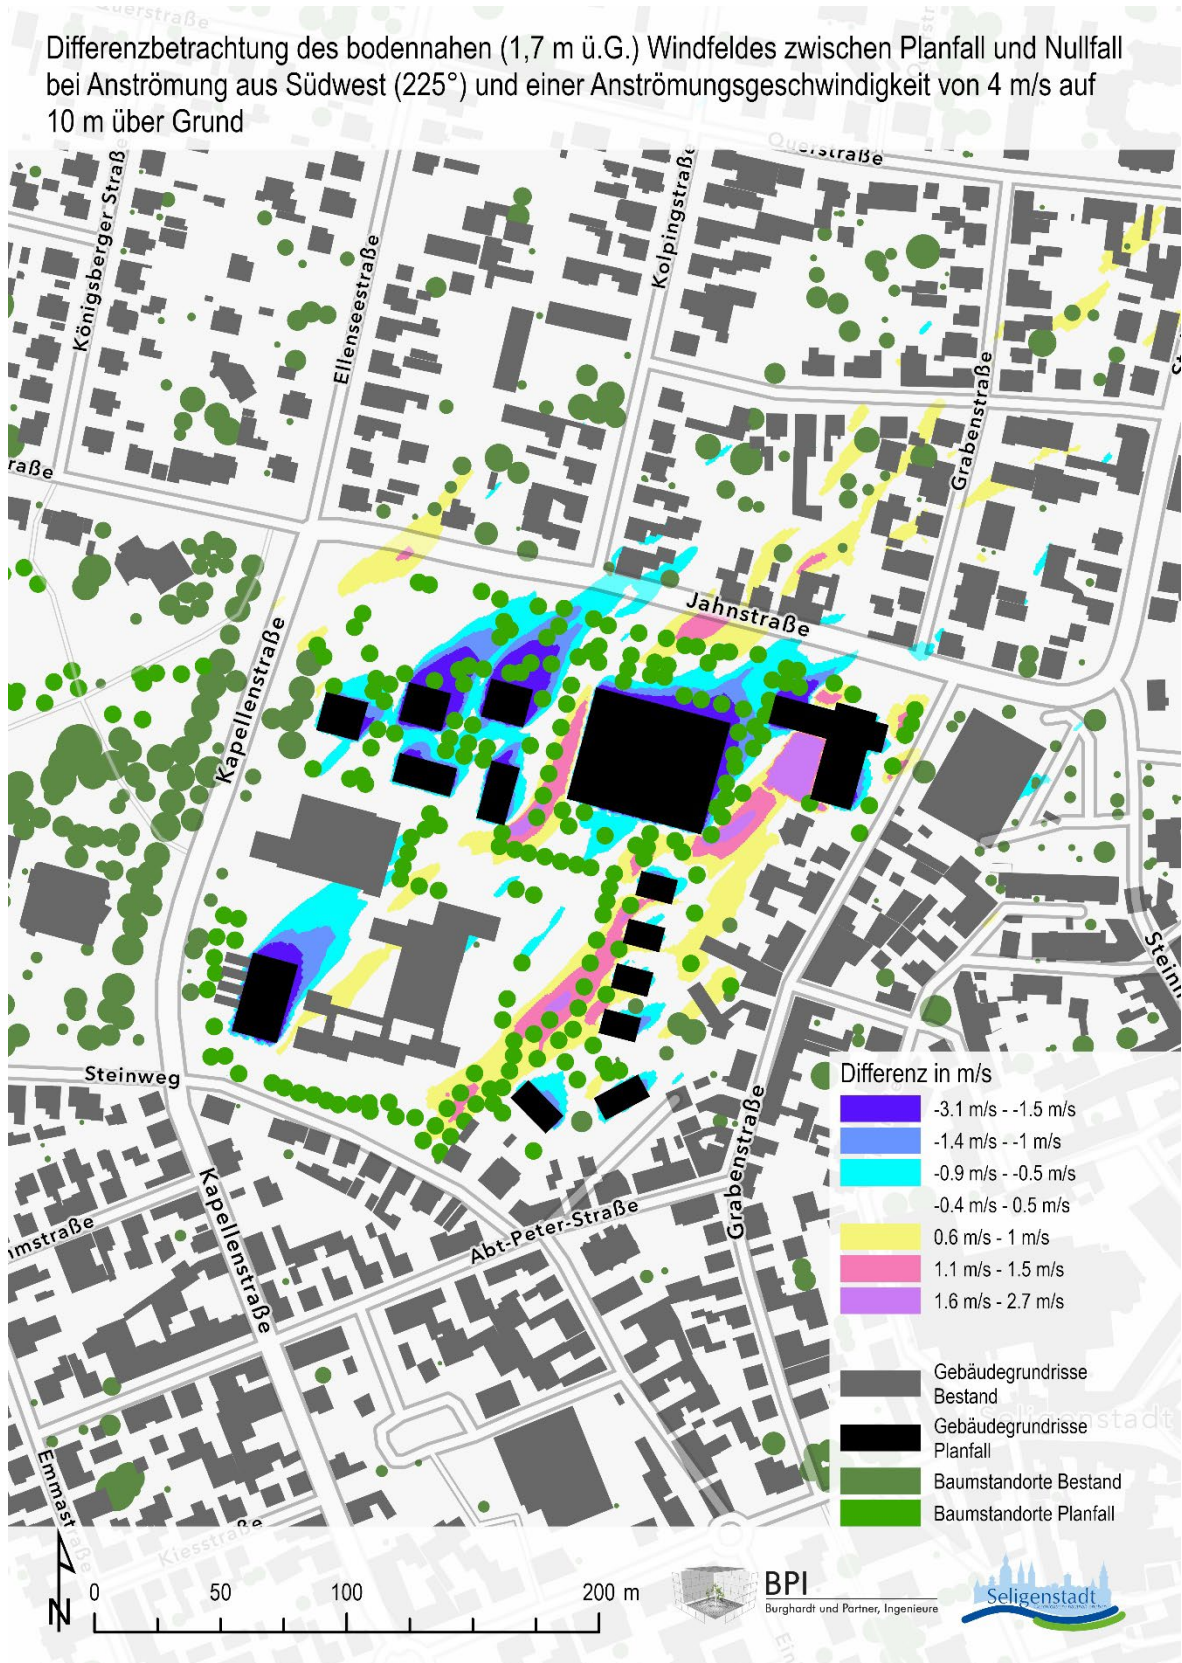 Querstraße
Differenzbetrachtung des bodennahen (1,7 m ü.G.) Windfeldes zwischen Planfall und Nullfall
bei Anströmung aus Südwest (225°) und einer Anströmungsgeschwindigkeit von 4 m/s auf
10 m über Grund
Querstraße
Königsberger Straße
Ellenseestraße
Kolpingstraße
Grabenstraße
raße
Jahnstraße
Kapellenstraße
Steinweg
Grabenstraße
Kapellenstraße
Abt-Peter-Straße
Differenz in m/s
-3.1 m/s - -1.5 m/s
-1.4 m/s - -1 m/s
-0.9 m/s - -0.5 m/s
-0.4 m/s - 0.5 m/s
0.6 m/s - 1 m/s
1.1 m/s - 1.5 m/s
1.6 m/s - 2.7 m/s
Gebäudegrundrisse
Bestand
Gebäudegrundrisse
Planfall
Seligenstadt
Baumstandorte Bestand
Baumstandorte Planfall
Emmastraße
Kiesstraße
N
0 50 100 200 m
BPI
Burghardt und Partner, Ingenieure
Seligenstadt